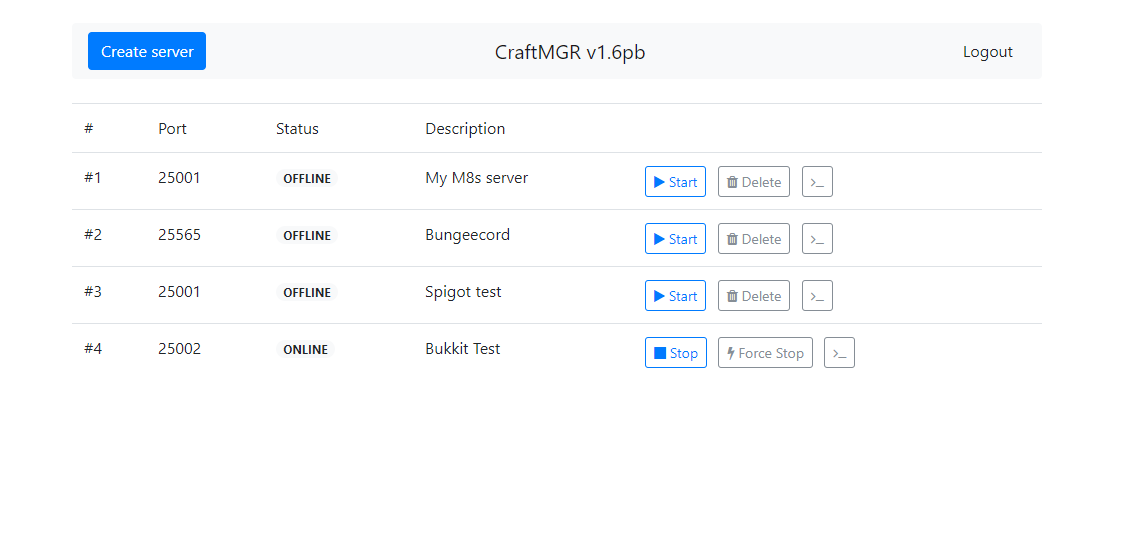 Create server CraftMGR v1.6pb Logout
# Port Status Description
#1 25001 OFFLINE My M8s server Start Delete >_
#2 25565 OFFLINE Bungeecord Start Delete >_
#3 25001 OFFLINE Spigot test Start Delete >_
#4 25002 ONLINE Bukkit Test Stop Force Stop >_